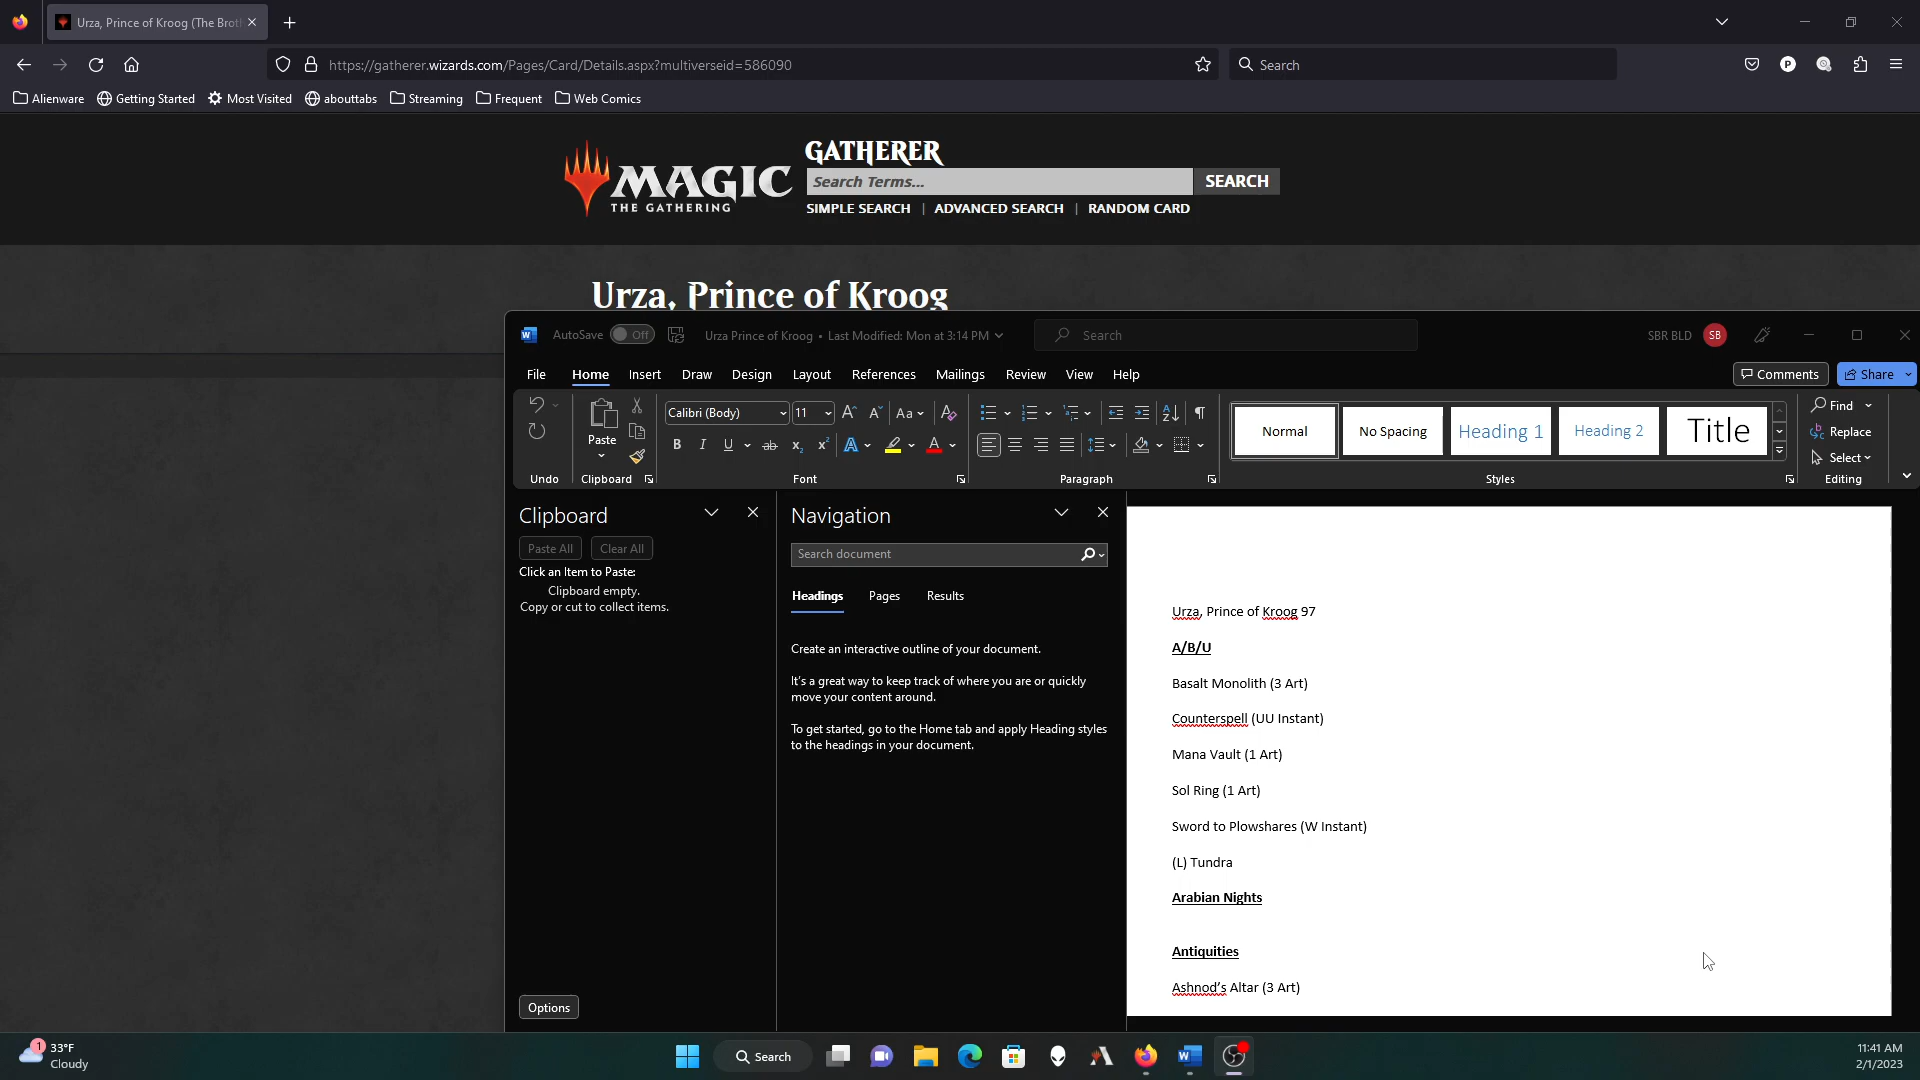 Urza, Prince of Kroog (The Brot
https://gatherer.wizards.com/Pages/Card/Details.aspx?multiverseid=586090
Search
P
Alienware
Getting Started
Most Visited
abouttabs
Streaming
Frequent
Web Comics
MAGIC
THE GATHERING
GATHERER
Search Terms...
SEARCH
SIMPLE SEARCH | ADVANCED SEARCH | RANDOM CARD
Urza, Prince of Kroog
W
AutoSave
Off
Urza Prince of Kroog • Last Modified: Mon at 3:14 PM
Search
SBR BLD
SB
File
Home
Insert
Draw
Design
Layout
References
Mailings
Review
View
Help
Comments
Share
Paste
Calibri (Body)
11
A A Aa A
B I U ab x₂ x² A A
Normal
No Spacing
Heading 1
Heading 2
Title
Find
Replace
Select
Undo
Clipboard
Font
Paragraph
Styles
Editing
Clipboard
Paste All
Clear All
Click an Item to Paste:
Clipboard empty.
Copy or cut to collect items.
Options
Navigation
Search document
Headings
Pages
Results
Create an interactive outline of your document.
It's a great way to keep track of where you are or quickly
move your content around.
To get started, go to the Home tab and apply Heading styles
to the headings in your document.
Urza, Prince of Kroog 97
A/B/U
Basalt Monolith (3 Art)
Counterspell (UU Instant)
Mana Vault (1 Art)
Sol Ring (1 Art)
Sword to Plowshares (W Instant)
(L) Tundra
Arabian Nights
Antiquities
Ashnod's Altar (3 Art)
1
33°F
Cloudy
Search
W
11:41 AM
2/1/2023